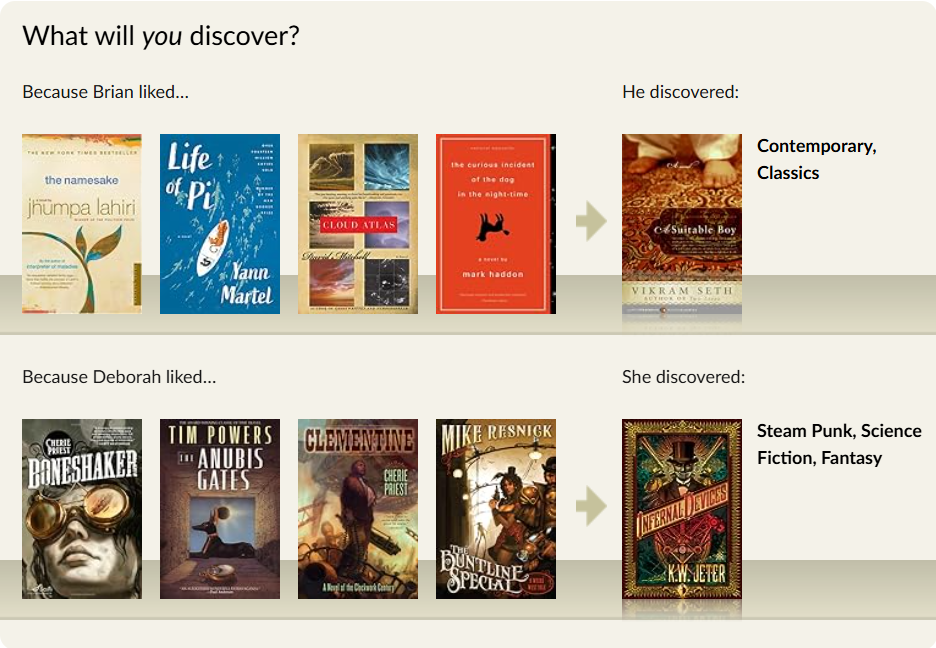 What will you discover?
Because Brian liked…
He discovered:
THE NEW YORK TIMES BESTSELLER
the namesake
jhumpa lahiri
interpreter of maladies
Life
of Pi
Yann
Martel
CLOUD ATLAS
David Mitchell
the curious incident
of the dog
in the night-time
a novel by
mark haddon
A Suitable Boy
VIKRAM SETH
AUTHOR OF
Contemporary,
Classics
Because Deborah liked…
She discovered:
CHERIE
PRIEST
BONESHAKER
TIM POWERS
THE ANUBIS
GATES
CLEMENTINE
CHERIE
PRIEST
A Novel of the Clockwork Century
MIKE RESNICK
THE
BUNTLINE
SPECIAL
INFERNAL DEVICES
K.W. JETER
Steam Punk, Science
Fiction, Fantasy